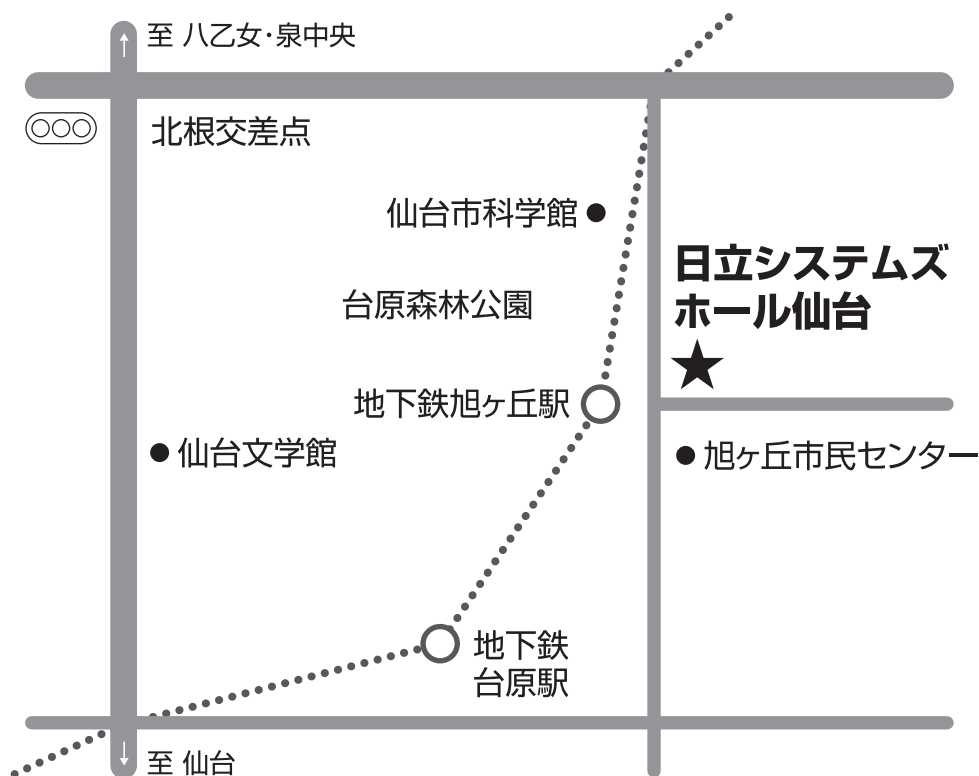 至 八乙女・泉中央
北根交差点
仙台市科学館
日立システムズ
ホール仙台
台原森林公園
地下鉄旭ヶ丘駅
仙台文学館
旭ヶ丘市民センター
地下鉄
台原駅
至 仙台